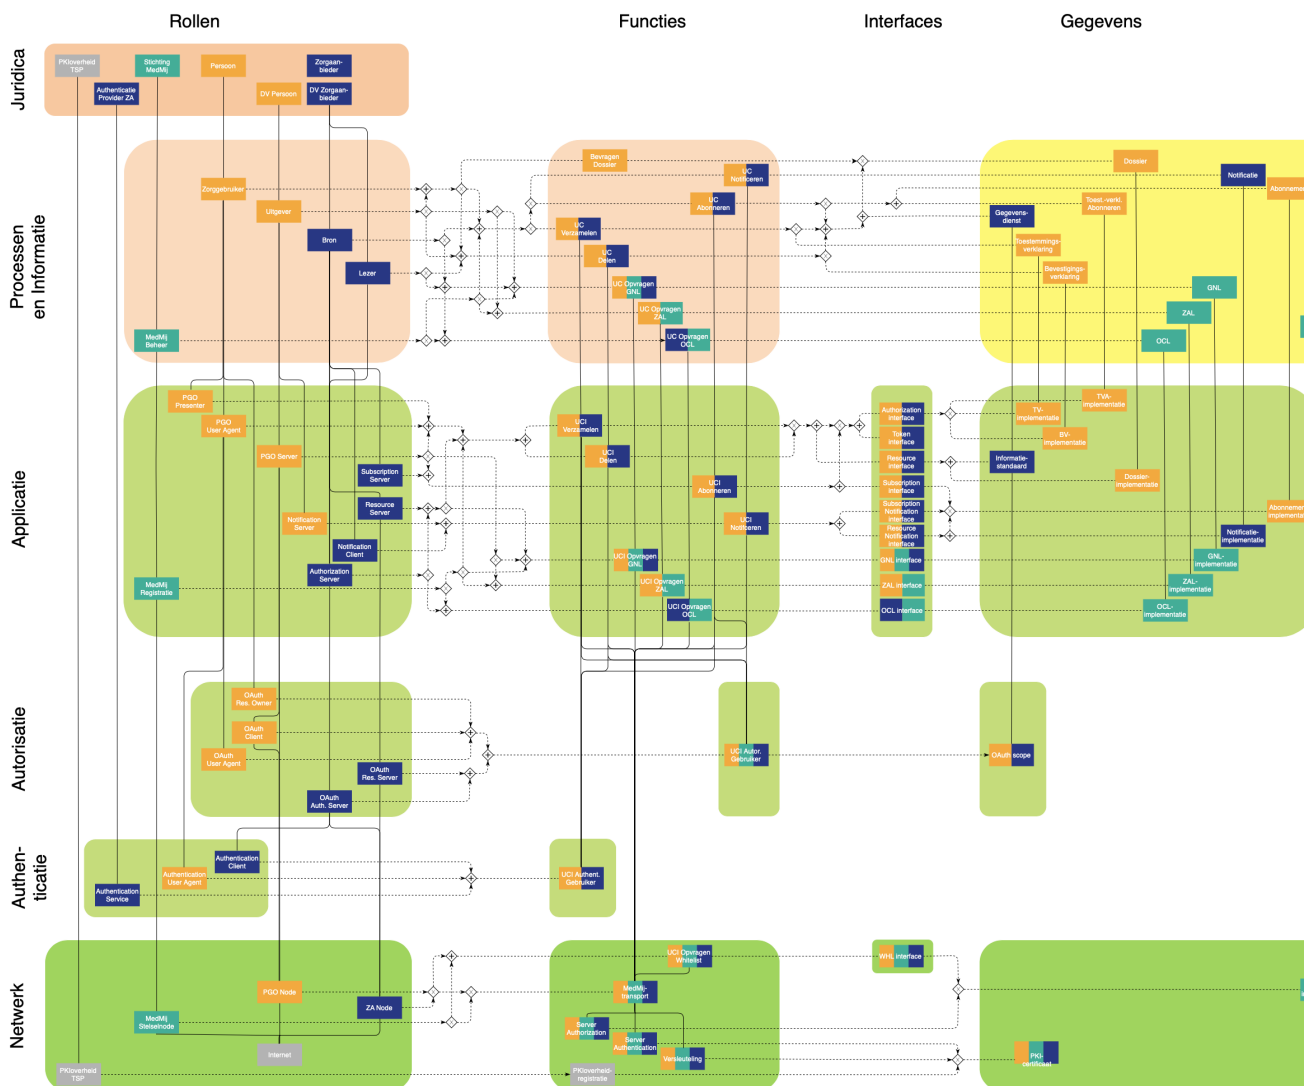 Rollen
Functies
Interfaces
Gegevens
Juridica
PKIoverheid
TSP
Stichting
MedMij
Persoon
Zorgaan-
bieder
Authenticatie
Provider ZA
DV Persoon
DV Zorgaan-
bieder
Processen
en Informatie
Zorggebruiker
Uitgever
Bron
Lezer
MedMij
Beheer
Bevragen
Dossier
UC
Notificeren
UC
Abonneren
UC
Verzamelen
UC
Delen
UC Opvragen
GNL
UC Opvragen
ZAL
UC Opvragen
OCL
Dossier
Notificatie
Abonneme
Toest.-verkl.
Abonneren
Gegevens-
dienst
Toestemmings-
verklaring
Bevestigings-
verklaring
GNL
ZAL
OCL
Applicatie
PGO
Presenter
PGO
User Agent
PGO Server
Subscription
Server
Resource
Server
Notification
Server
Notification
Client
Authorization
Server
MedMij
Registratie
UCI
Verzamelen
UCI
Delen
UCI
Abonneren
UCI
Notificeren
UCI Opvragen
GNL
UCI Opvragen
ZAL
UCI Opvragen
OCL
Authorization
interface
Token
interface
Resource
interface
Subscription
interface
Subscription
Notification
interface
Resource
Notification
interface
GNL interface
ZAL interface
OCL interface
TVA-
implementatie
TV-
implementatie
BV-
implementatie
Informatie-
standaard
Dossier-
implementatie
Abonneme
implementati
Notificatie-
implementatie
GNL-
implementatie
ZAL-
implementatie
OCL-
implementatie
Autorisatie
OAuth
Res. Owner
OAuth
Client
OAuth
User Agent
OAuth
Res. Server
OAuth
Auth. Server
UCI Autor.
Gebruiker
OAuth scope
Authen-
ticatie
Authentication
Client
Authentication
User Agent
Authentication
Service
UCI Authent.
Gebruiker
Netwerk
PGO Node
ZA Node
MedMij
Stelselnode
Internet
PKIoverheid
TSP
UCI Opvragen
Whitelist
MedMij-
transport
Server
Authorization
Server
Authentication
Versleuteling
PKIoverheid-
registratie
WHL interface
PKI-
certificaat